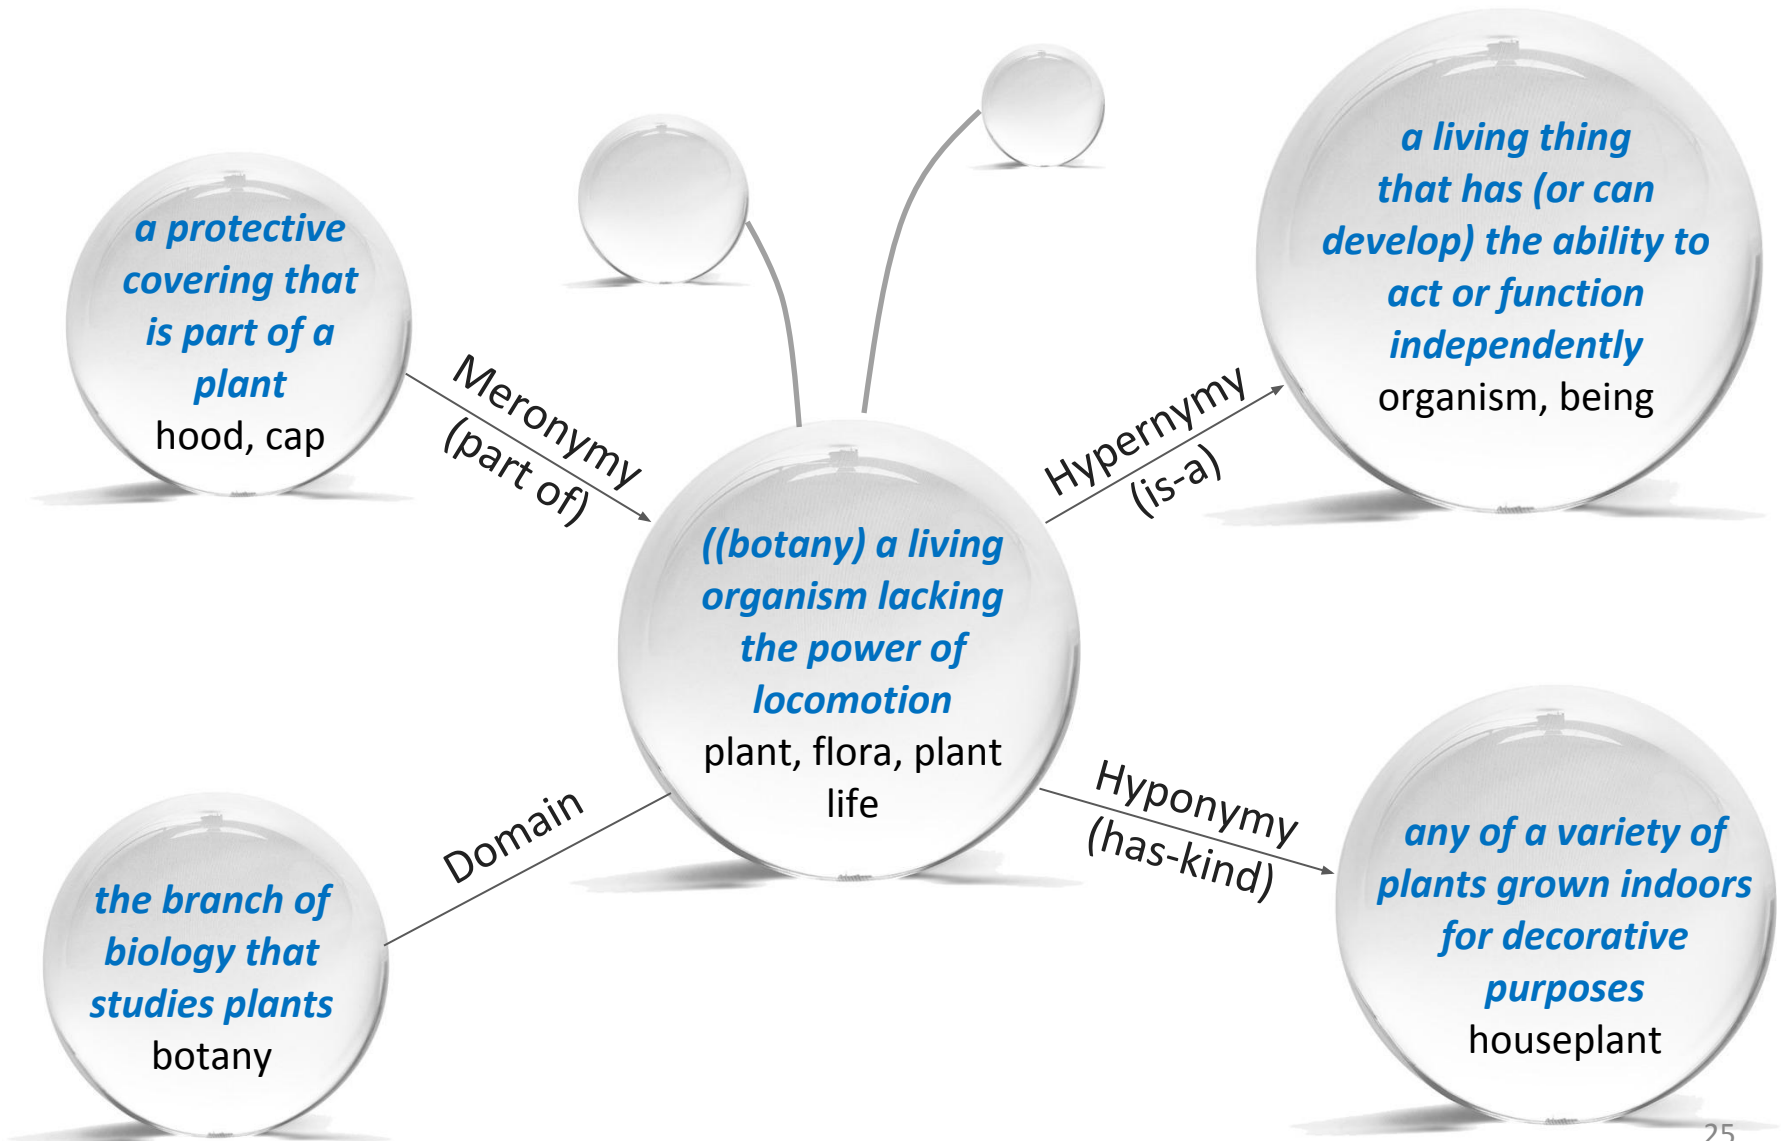 a protective
covering that
is part of a
plant
hood, cap
Meronymy
(part of)
a living thing
that has (or can
develop) the ability to
act or function
independently
organism, being
Hypernymy
(is-a)
((botany) a living
organism lacking
the power of
locomotion
plant, flora, plant
life
Domain
the branch of
biology that
studies plants
botany
Hyponymy
(has-kind)
any of a variety of
plants grown indoors
for decorative
purposes
houseplant
25